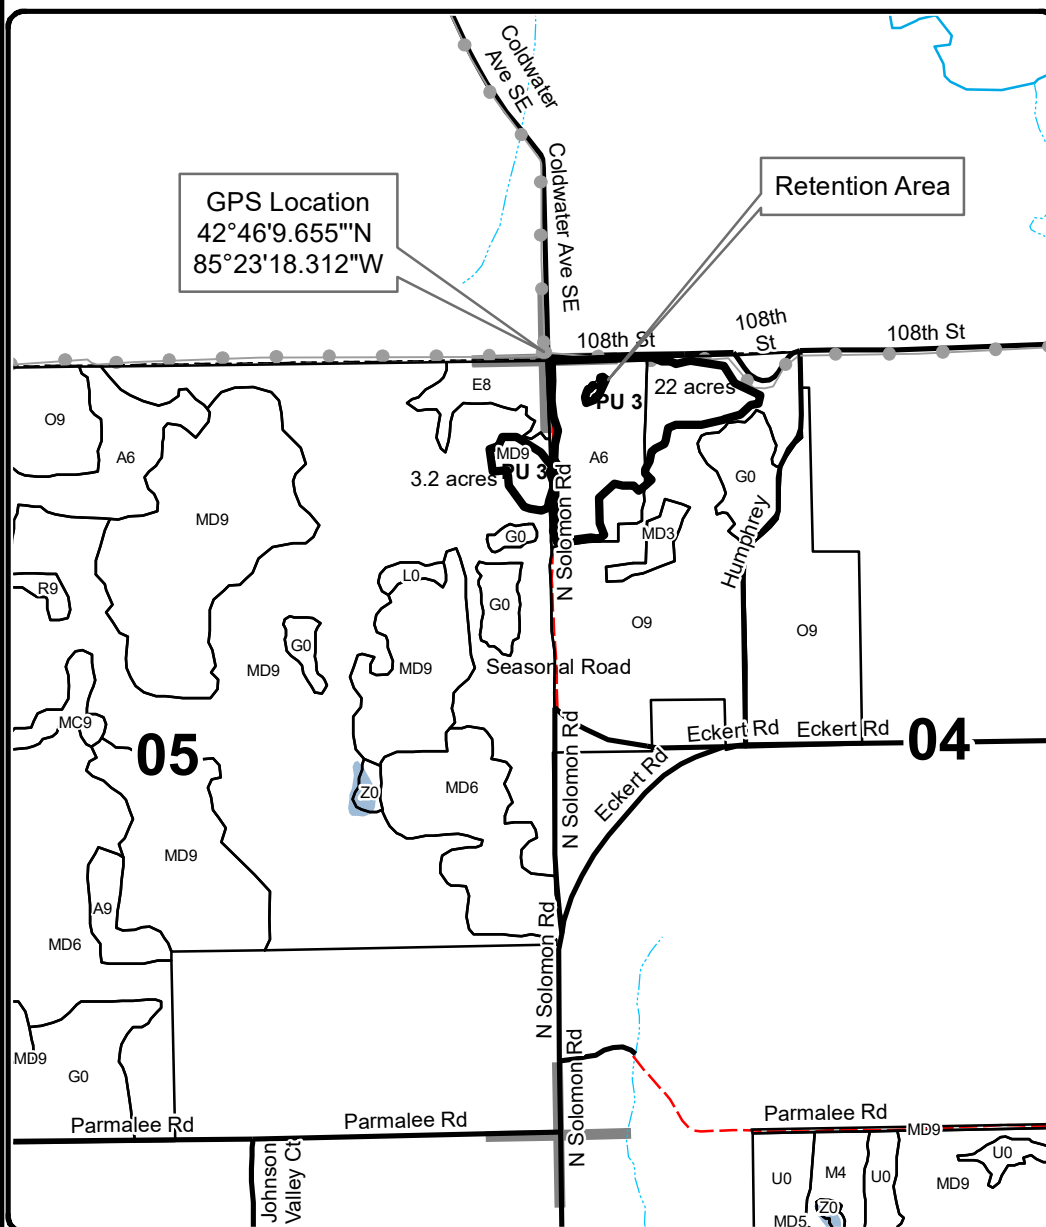 Coldwater
Ave SE
Coldwater Ave SE
GPS Location
42°46'9.655"'N
85°23'18.312"W
Retention Area
108th St
108th
St
108th St
E8
22 acres
PU 3
O9
A6
MD9
PU 3
3.2 acres
A6
G0
MD9
G0
MD3
N Solomon Rd
Humphrey
L0
R9
G0
G0
O9
O9
MD9
MD9
Seasonal Road
MC9
05
N Solomon Rd
Eckert Rd
Eckert Rd
04
Eckert Rd
Z0
MD6
MD9
A9
MD6
N Solomon Rd
MD9
G0
N Solomon Rd
Parmalee Rd
Parmalee Rd
Parmalee Rd
MD9
Johnson
Valley Ct
U0
M4
U0
U0
MD9
Z0
MD5